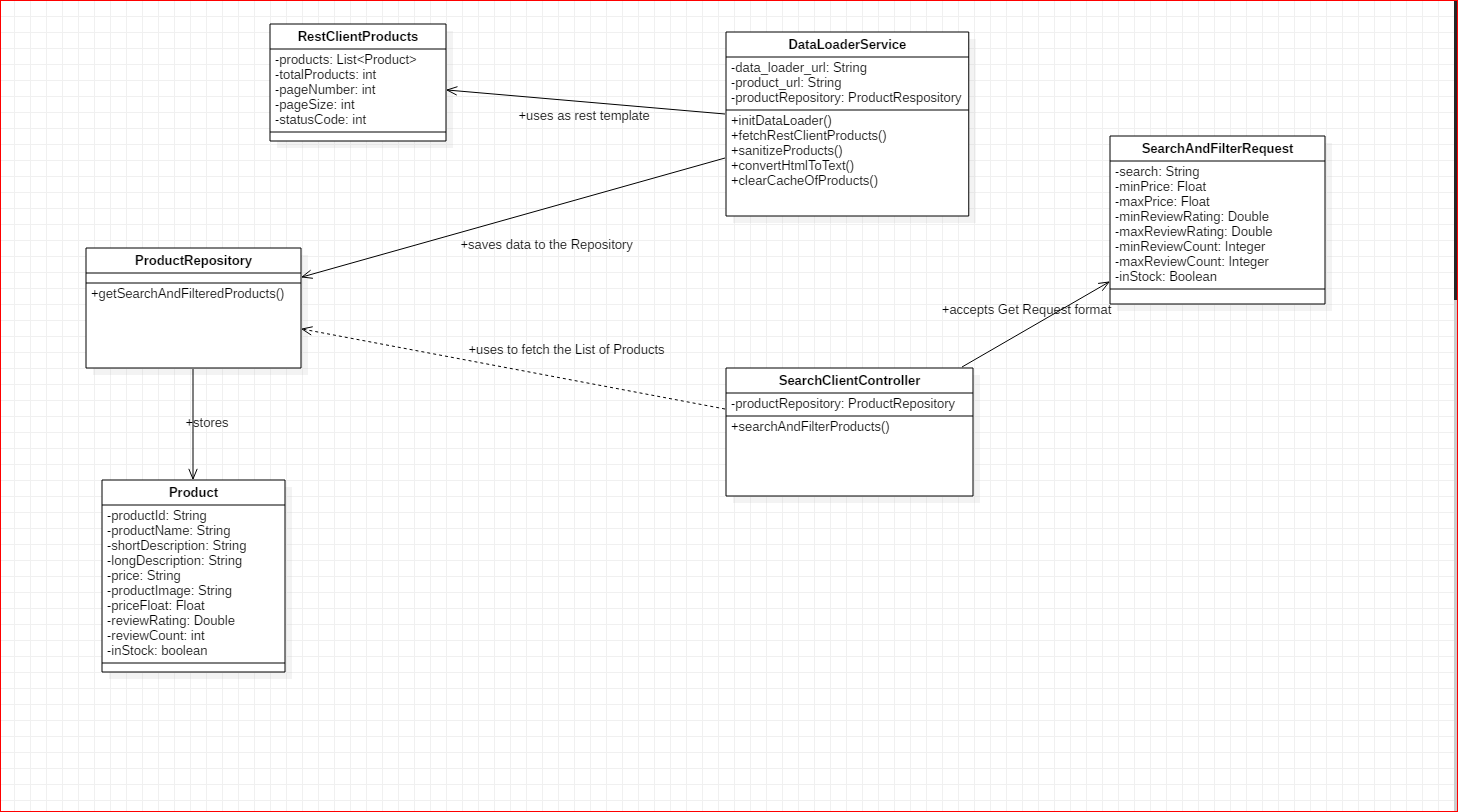 RestClientProducts
-products: List<Product>
-totalProducts: int
-pageNumber: int
-pageSize: int
-statusCode: int
DataLoaderService
-data_loader_url: String
-product_url: String
-productRepository: ProductRespository
+initDataLoader()
+fetchRestClientProducts()
+sanitizeProducts()
+convertHtmlToText()
+clearCacheOfProducts()
+uses as rest template
SearchAndFilterRequest
-search: String
-minPrice: Float
-maxPrice: Float
-minReviewRating: Double
-maxReviewRating: Double
-minReviewCount: Integer
-maxReviewCount: Integer
-inStock: Boolean
+saves data to the Repository
ProductRepository
+getSearchAndFilteredProducts()
+accepts Get Request format
+uses to fetch the List of Products
SearchClientController
-productRepository: ProductRepository
+searchAndFilterProducts()
+stores
Product
-productId: String
-productName: String
-shortDescription: String
-longDescription: String
-price: String
-productImage: String
-priceFloat: Float
-reviewRating: Double
-reviewCount: int
-inStock: boolean